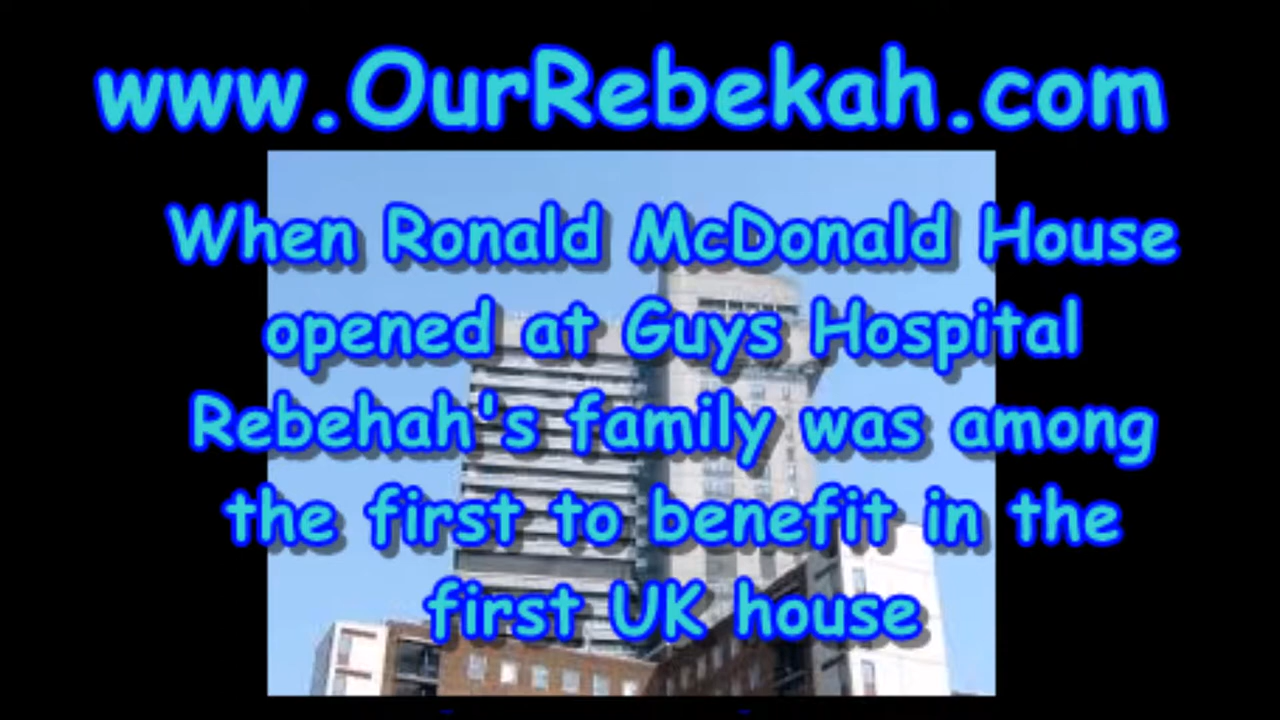 www.OurRebekah.com
When Ronald McDonald House
opened at Guys Hospital
Rebehah's family was among
the first to benefit in the
first UK house